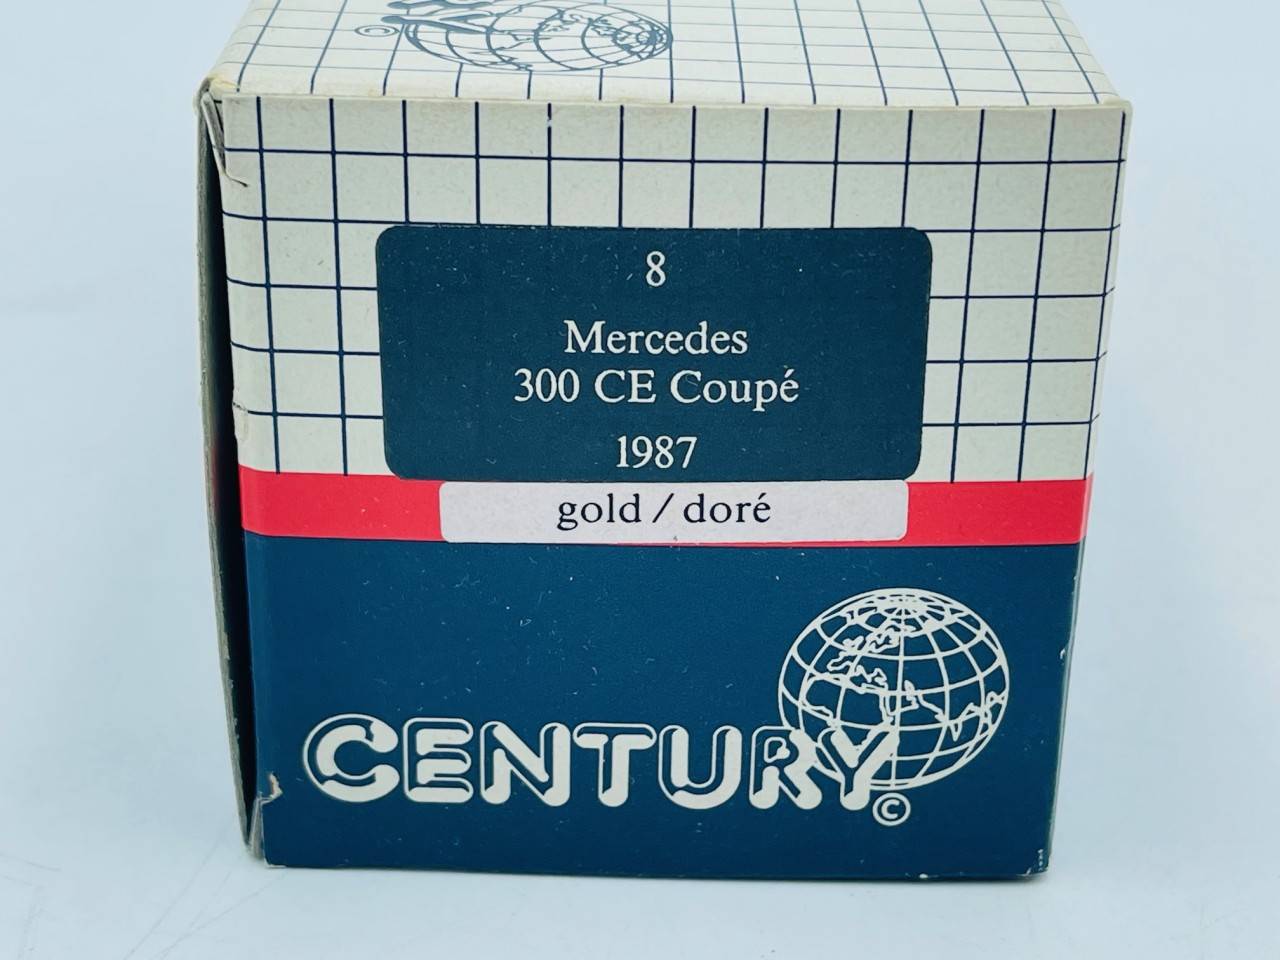 ©
8
Mercedes
300 CE Coupé
1987
gold / doré
CENTURY
©